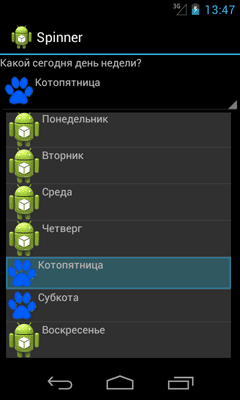 3G 13:47
Spinner
Какой сегодня день недели?
Котопятница
Понедельник
Вторник
Среда
Четверг
Котопятница
Субкота
Воскресенье